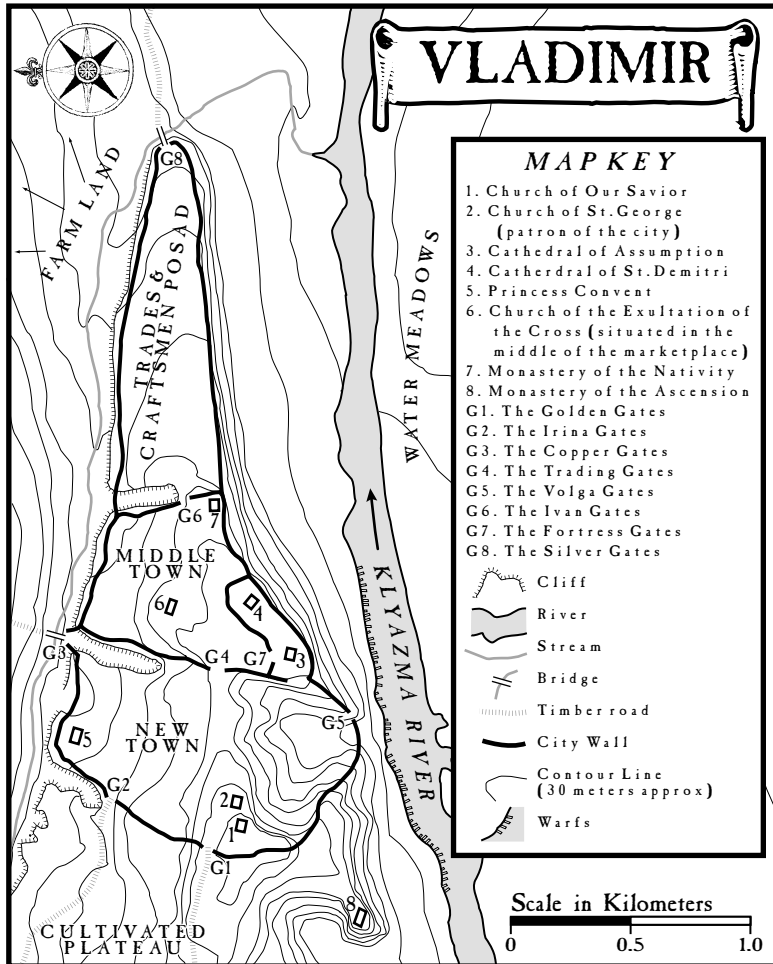 VLADIMIR
MAP KEY
1. Church of Our Savior
2. Church of St. George
(patron of the city)
3. Cathedral of Assumption
4. Catherdral of St. Demitri
5. Princess Convent
6. Church of the Exultation of
the Cross (situated in the
middle of the marketplace)
7. Monastery of the Nativity
8. Monastery of the Ascension
G1. The Golden Gates
G2. The Irina Gates
G3. The Copper Gates
G4. The Trading Gates
G5. The Volga Gates
G6. The Ivan Gates
G7. The Fortress Gates
G8. The Silver Gates
Cliff
River
Stream
Bridge
Timber road
City Wall
Contour Line
(30 meters approx)
Warfs
Scale in Kilometers
0 0.5 1.0
G8
FARM LAND
TRADES &
CRAFTSMEN POSAD
WATER MEADOWS
G6
7
MIDDLE
TOWN
6
4
KLYAZMA RIVER
G3
G4
G7
3
G5
NEW
TOWN
5
G2
2
1
G1
8
CULTIVATED
PLATEAU